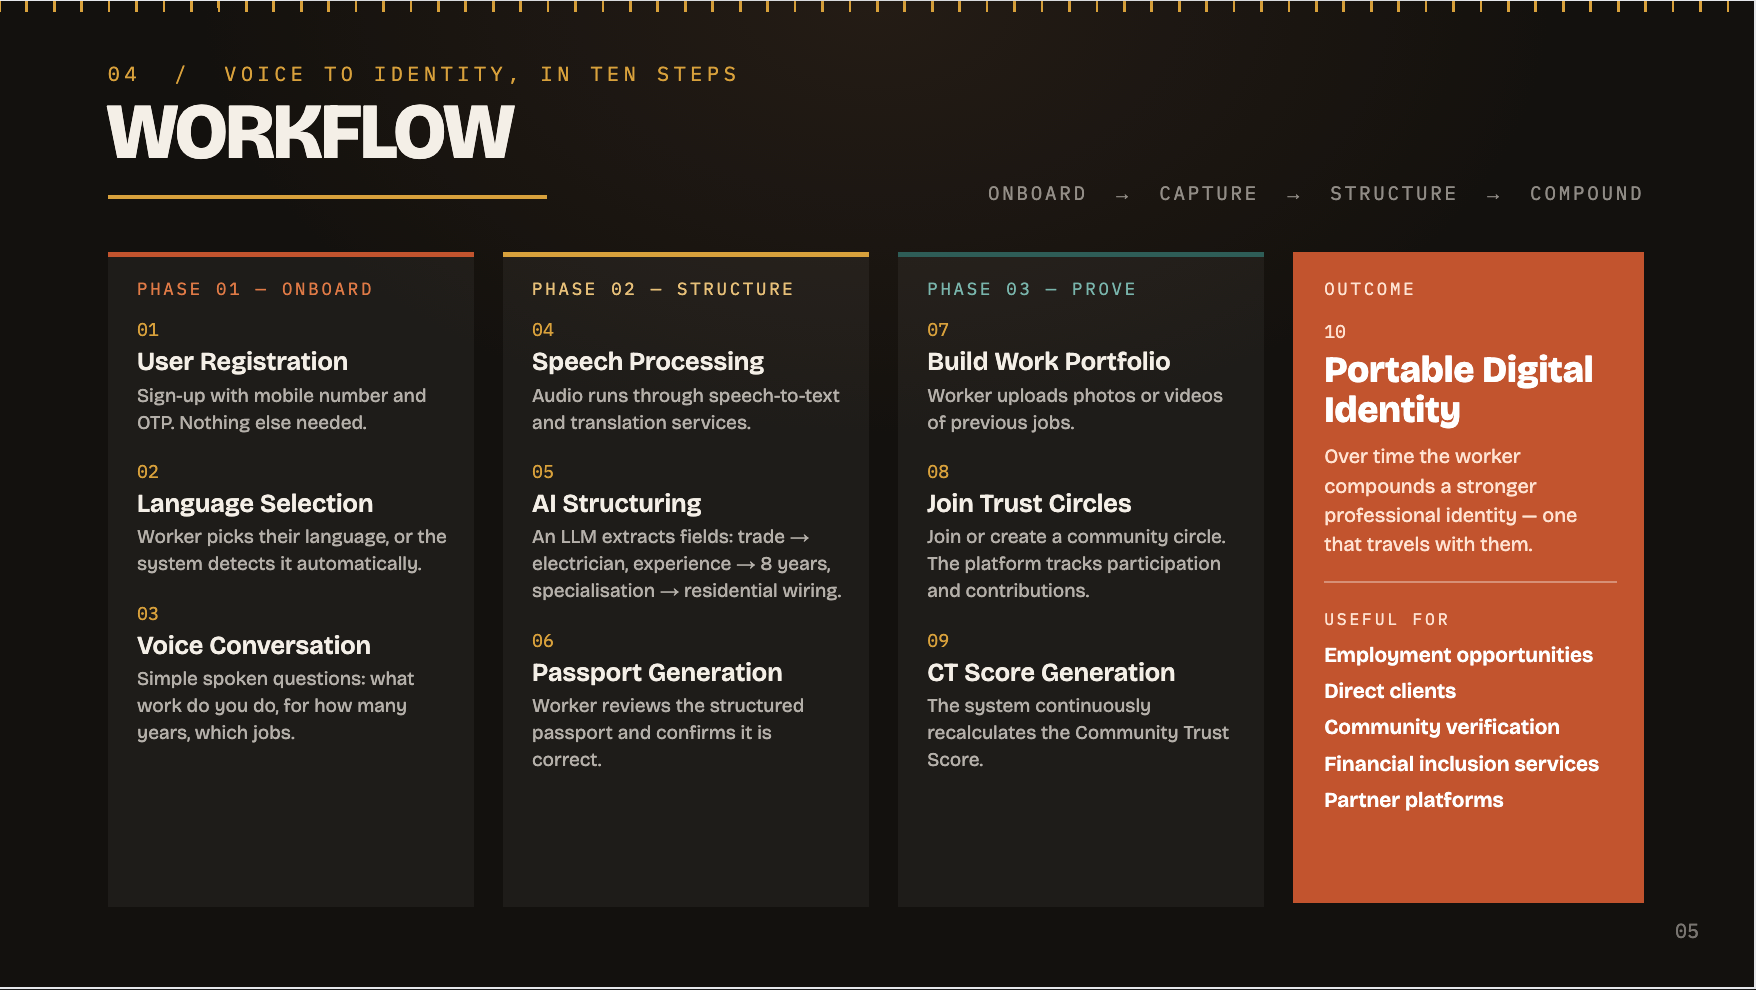 04 / VOICE TO IDENTITY, IN TEN STEPS
WORKFLOW
ONBOARD → CAPTURE → STRUCTURE → COMPOUND
PHASE 01 — ONBOARD
01
User Registration
Sign-up with mobile number and
OTP. Nothing else needed.
02
Language Selection
Worker picks their language, or the
system detects it automatically.
03
Voice Conversation
Simple spoken questions: what
work do you do, for how many
years, which jobs.
PHASE 02 — STRUCTURE
04
Speech Processing
Audio runs through speech-to-text
and translation services.
05
AI Structuring
An LLM extracts fields: trade →
electrician, experience → 8 years,
specialisation → residential wiring.
06
Passport Generation
Worker reviews the structured
passport and confirms it is
correct.
PHASE 03 — PROVE
07
Build Work Portfolio
Worker uploads photos or videos
of previous jobs.
08
Join Trust Circles
Join or create a community circle.
The platform tracks participation
and contributions.
09
CT Score Generation
The system continuously
recalculates the Community Trust
Score.
OUTCOME
10
Portable Digital
Identity
Over time the worker
compounds a stronger
professional identity — one
that travels with them.
USEFUL FOR
Employment opportunities
Direct clients
Community verification
Financial inclusion services
Partner platforms
05